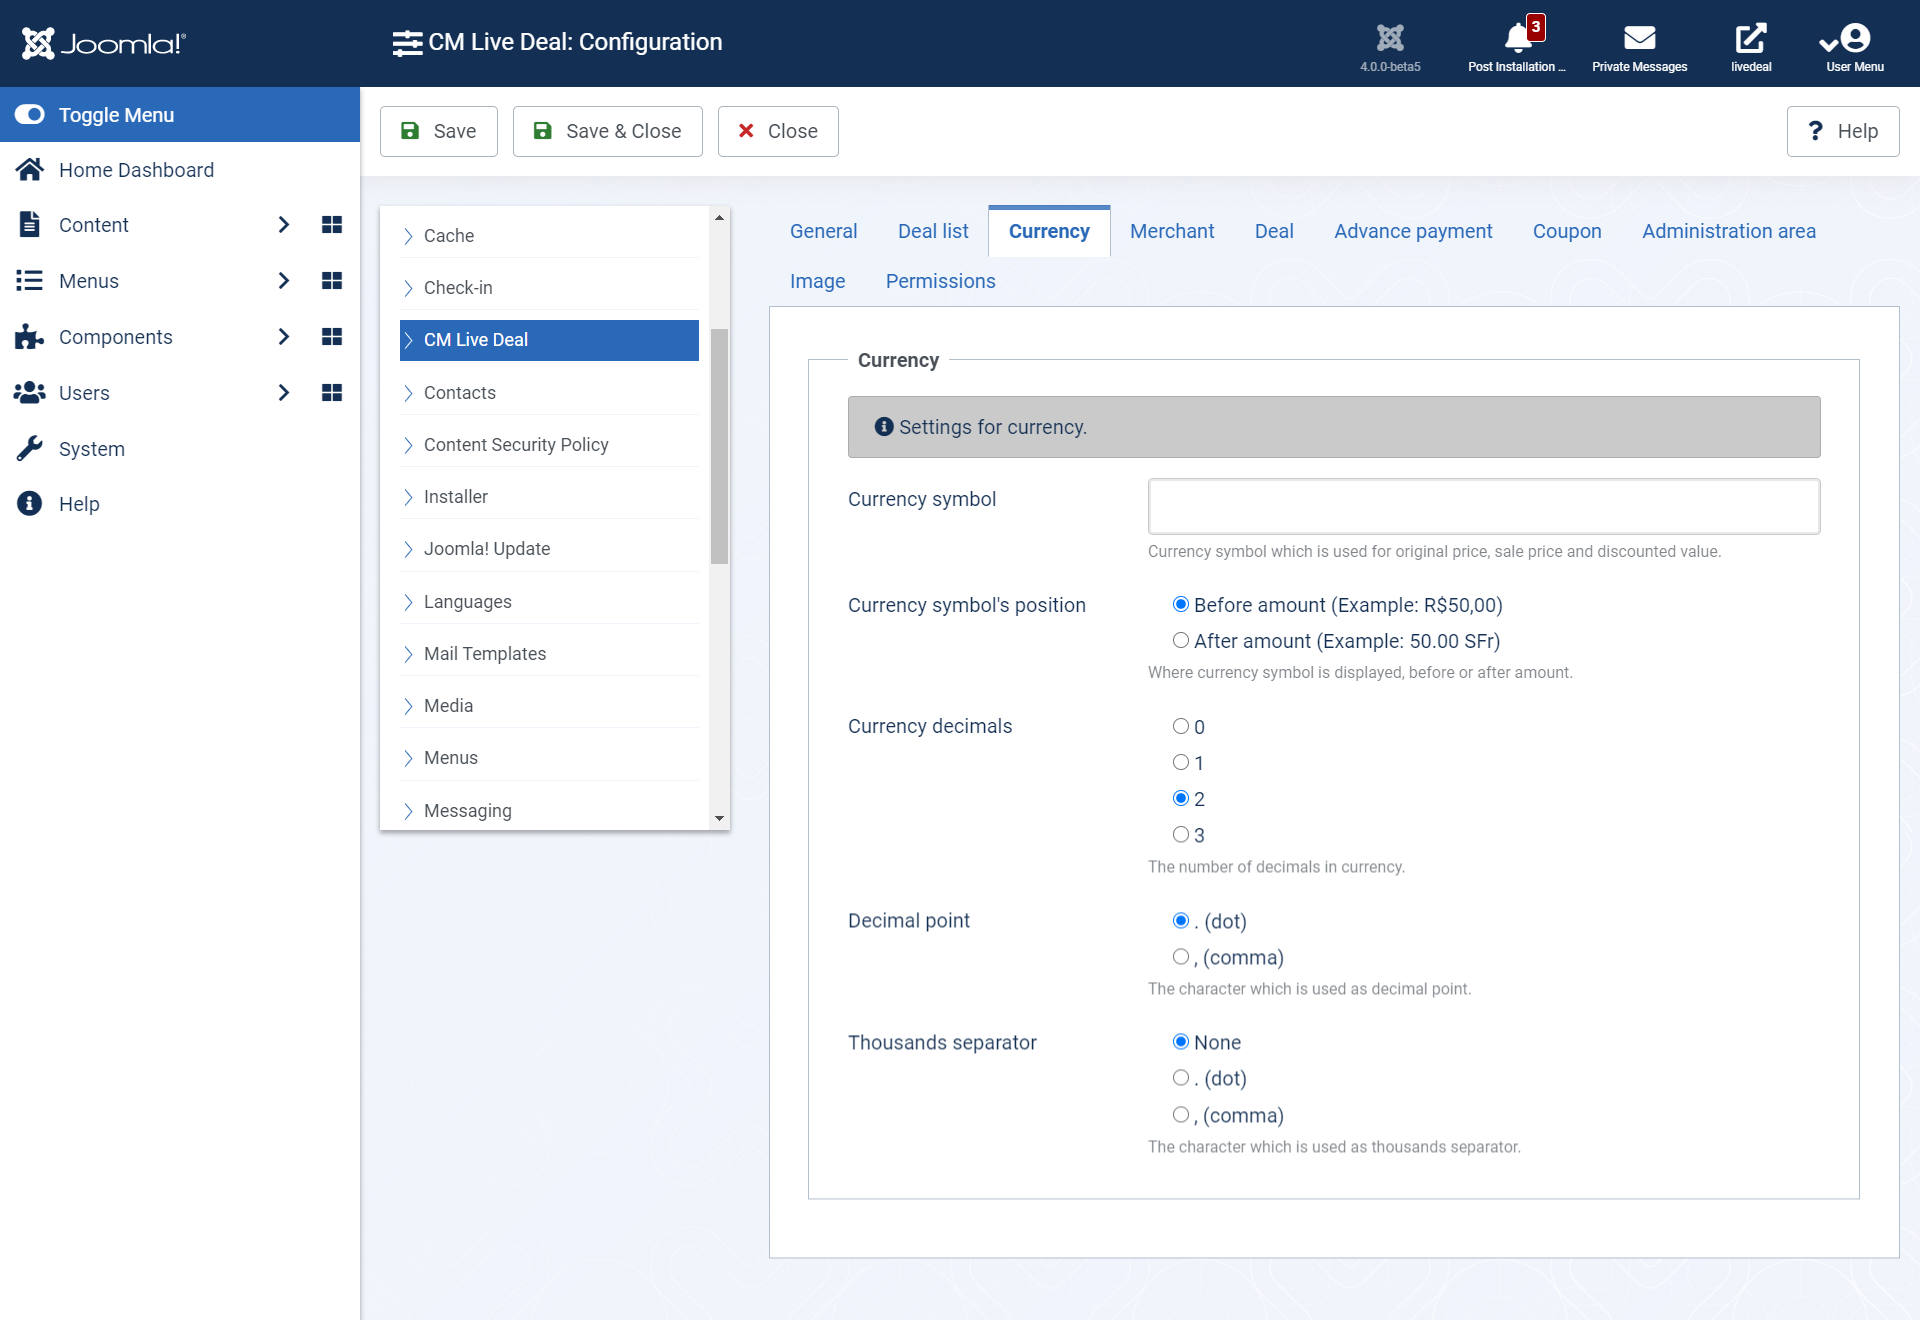 Joomla!®
CM Live Deal: Configuration
4.0.0-beta5
3
Post Installation ...
Private Messages
livedeal
User Menu
Toggle Menu
Home Dashboard
Content
Menus
Components
Users
System
Help
Save
Save & Close
Close
? Help
Cache
Check-in
CM Live Deal
Contacts
Content Security Policy
Installer
Joomla! Update
Languages
Mail Templates
Media
Menus
Messaging
General
Deal list
Currency
Merchant
Deal
Advance payment
Coupon
Administration area
Image
Permissions
Currency
Settings for currency.
Currency symbol
Currency symbol which is used for original price, sale price and discounted value.
Currency symbol's position
Before amount (Example: R$50,00)
After amount (Example: 50.00 SFr)
Where currency symbol is displayed, before or after amount.
Currency decimals
0
1
2
3
The number of decimals in currency.
Decimal point
. (dot)
, (comma)
The character which is used as decimal point.
Thousands separator
None
. (dot)
, (comma)
The character which is used as thousands separator.